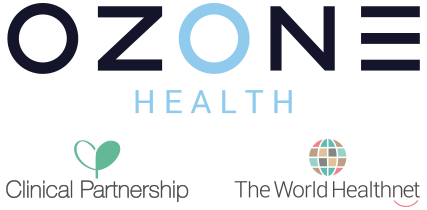 OZONE
HEALTH
Clinical Partnership
The World Healthnet